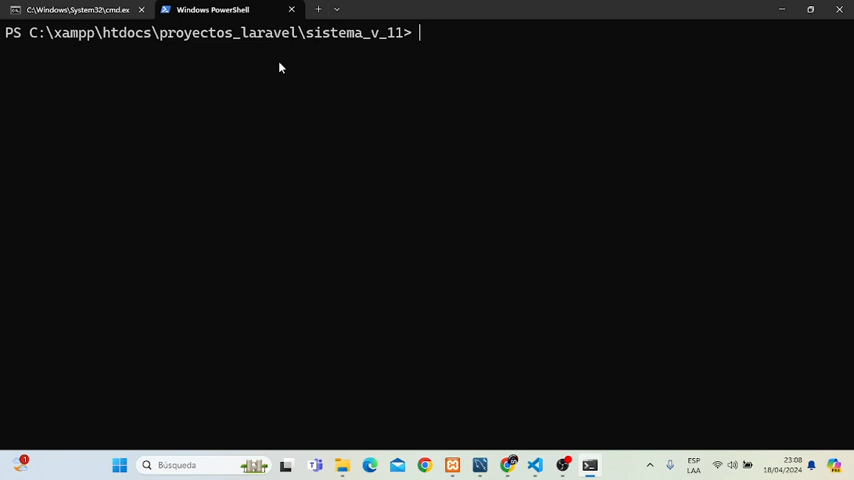 C:\Windows\System32\cmd.ex
Windows PowerShell
PS C:\xampp\htdocs\proyectos_laravel\sistema_v_11>
1
Búsqueda
ESP
LAA
23:08
18/04/2024